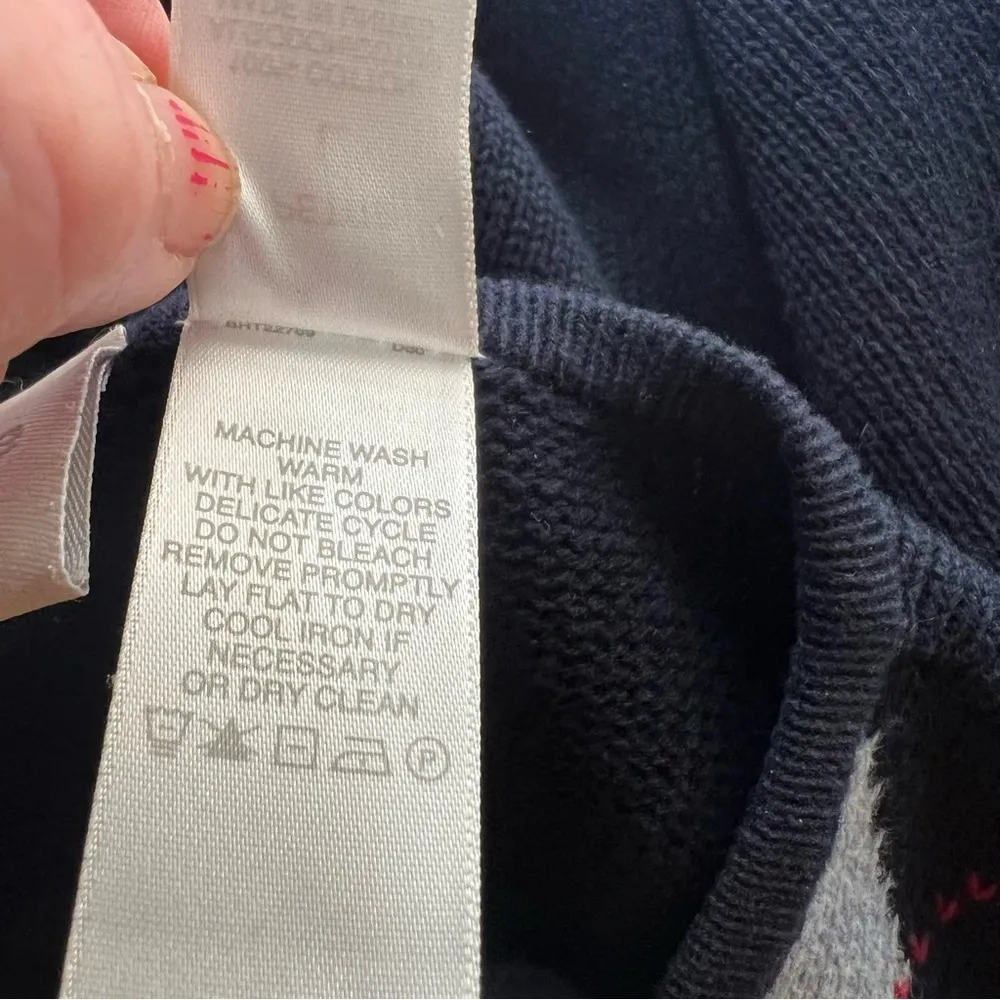 MACHINE WASH
WARM
WITH LIKE COLORS
DELICATE CYCLE
DO NOT BLEACH
REMOVE PROMPTLY
LAY FLAT TO DRY
COOL IRON IF
NECESSARY
OR DRY CLEAN
P